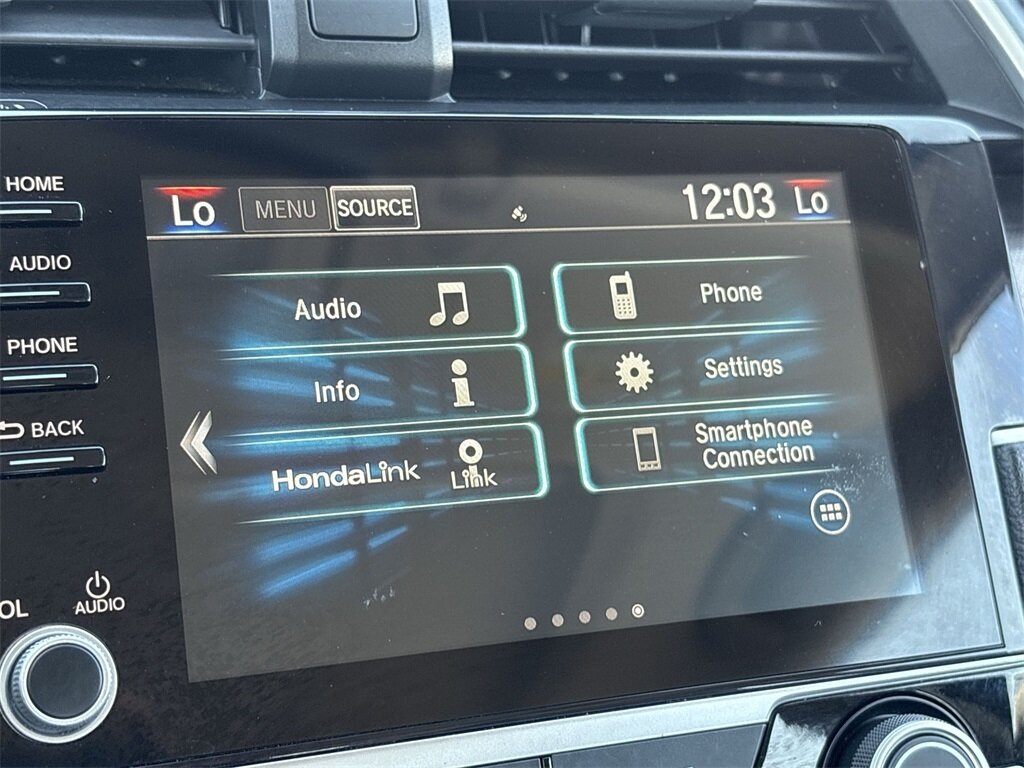 HOME
AUDIO
PHONE
BACK
OL
AUDIO
Lo
MENU
SOURCE
12:03
Lo
Audio
Phone
Info
Settings
HondaLink
Link
Smartphone
Connection